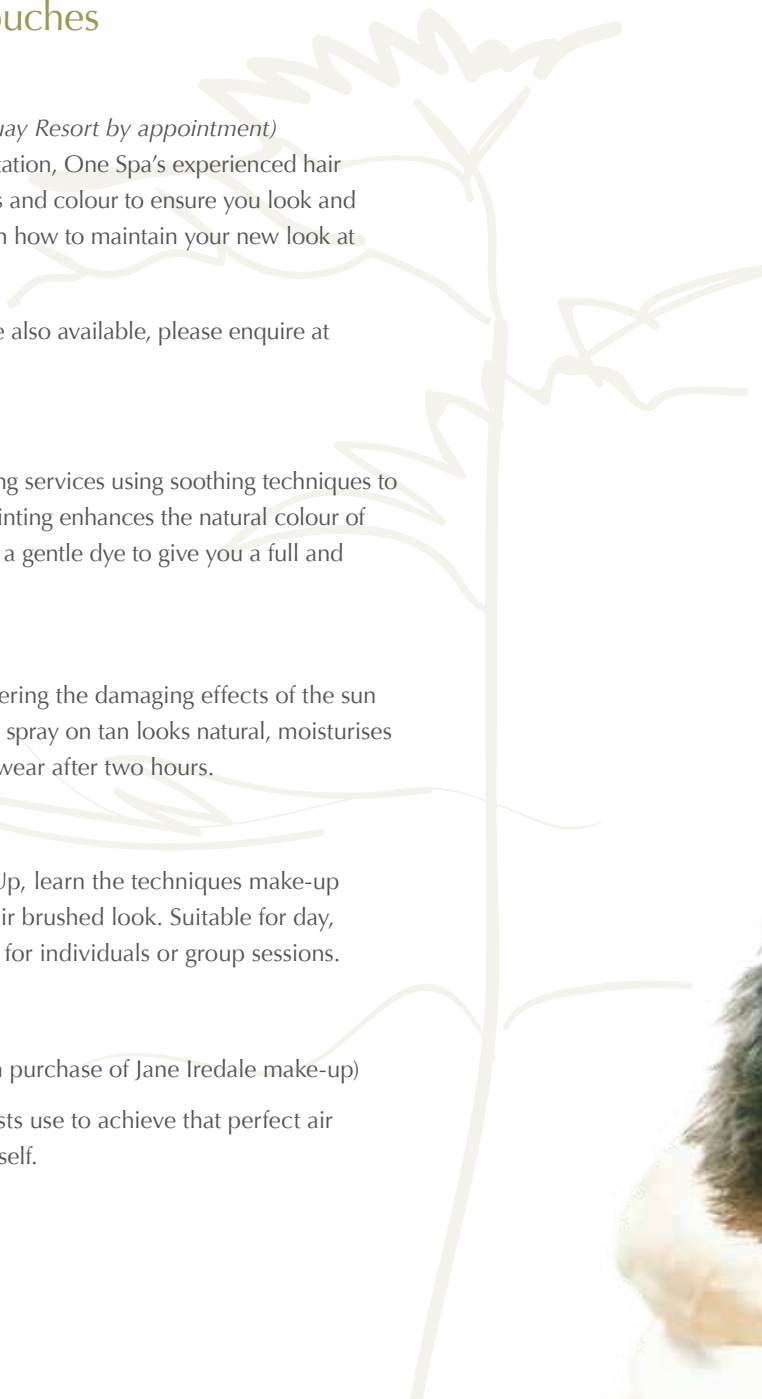 ouches
uay Resort by appointment)
tation, One Spa's experienced hair
s and colour to ensure you look and
n how to maintain your new look at
e also available, please enquire at
ng services using soothing techniques to
inting enhances the natural colour of
a gentle dye to give you a full and
ering the damaging effects of the sun
spray on tan looks natural, moisturises
wear after two hours.
Up, learn the techniques make-up
ir brushed look. Suitable for day,
for individuals or group sessions.
n purchase of Jane Iredale make-up)
sts use to achieve that perfect air
self.